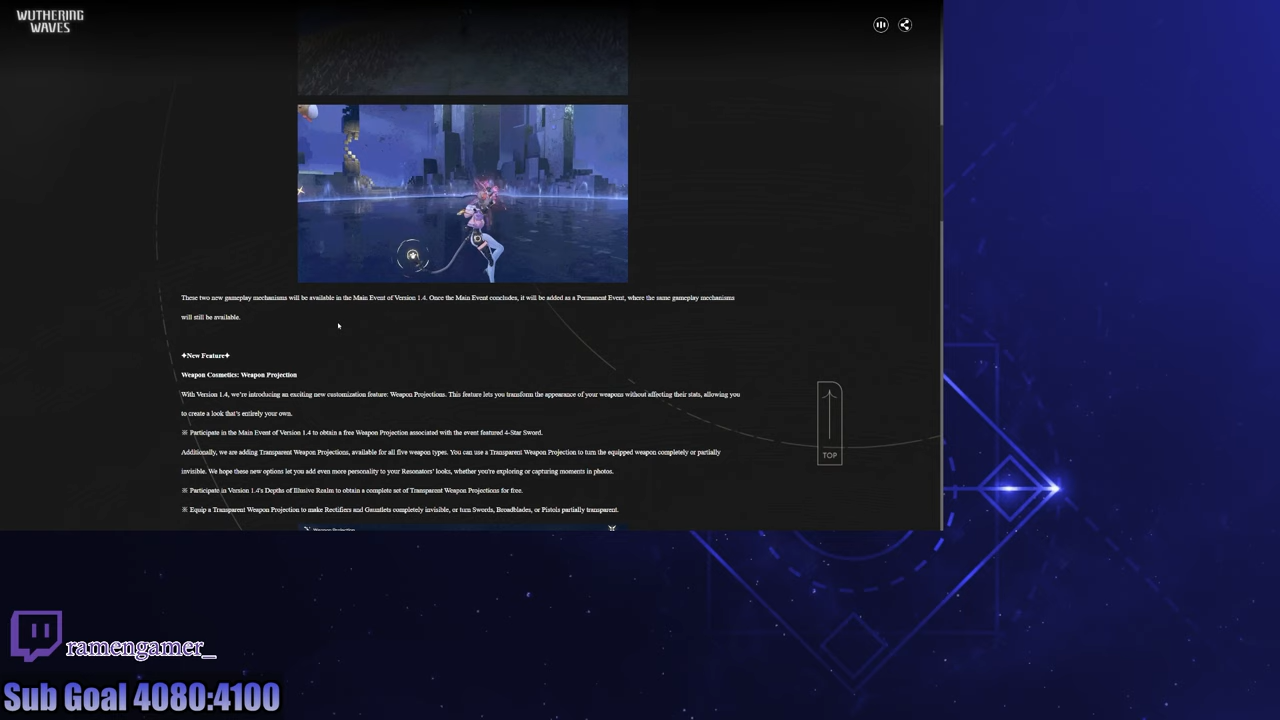 WUTHERING
WAVES
These two new gameplay mechanisms will be available in the Main Event of Version 1.4. Once the Main Event concludes, it will be added as a Permanent Event, where the same gameplay mechanisms
will still be available.
✦New Feature✦
Weapon Cosmetics: Weapon Projection
With Version 1.4, we're introducing an exciting new customization feature: Weapon Projections. This feature lets you transform the appearance of your weapons without affecting their stats, allowing you
to create a look that's entirely your own.
※ Participate in the Main Event of Version 1.4 to obtain a free Weapon Projection associated with the event featured 4-Star Sword.
Additionally, we are adding Transparent Weapon Projections, available for all five weapon types. You can use a Transparent Weapon Projection to turn the equipped weapon completely or partially
invisible. We hope these new options let you add even more personality to your Resonators' looks, whether you're exploring or capturing moments in photos.
※ Participate in Version 1.4's Depths of Illusive Realm to obtain a complete set of Transparent Weapon Projections for free.
※ Equip a Transparent Weapon Projection to make Rectifiers and Gauntlets completely invisible, or turn Swords, Broadblades, or Pistols partially transparent.
Weapon Projection
TOP
ramengamer_
Sub Goal 4080:4100